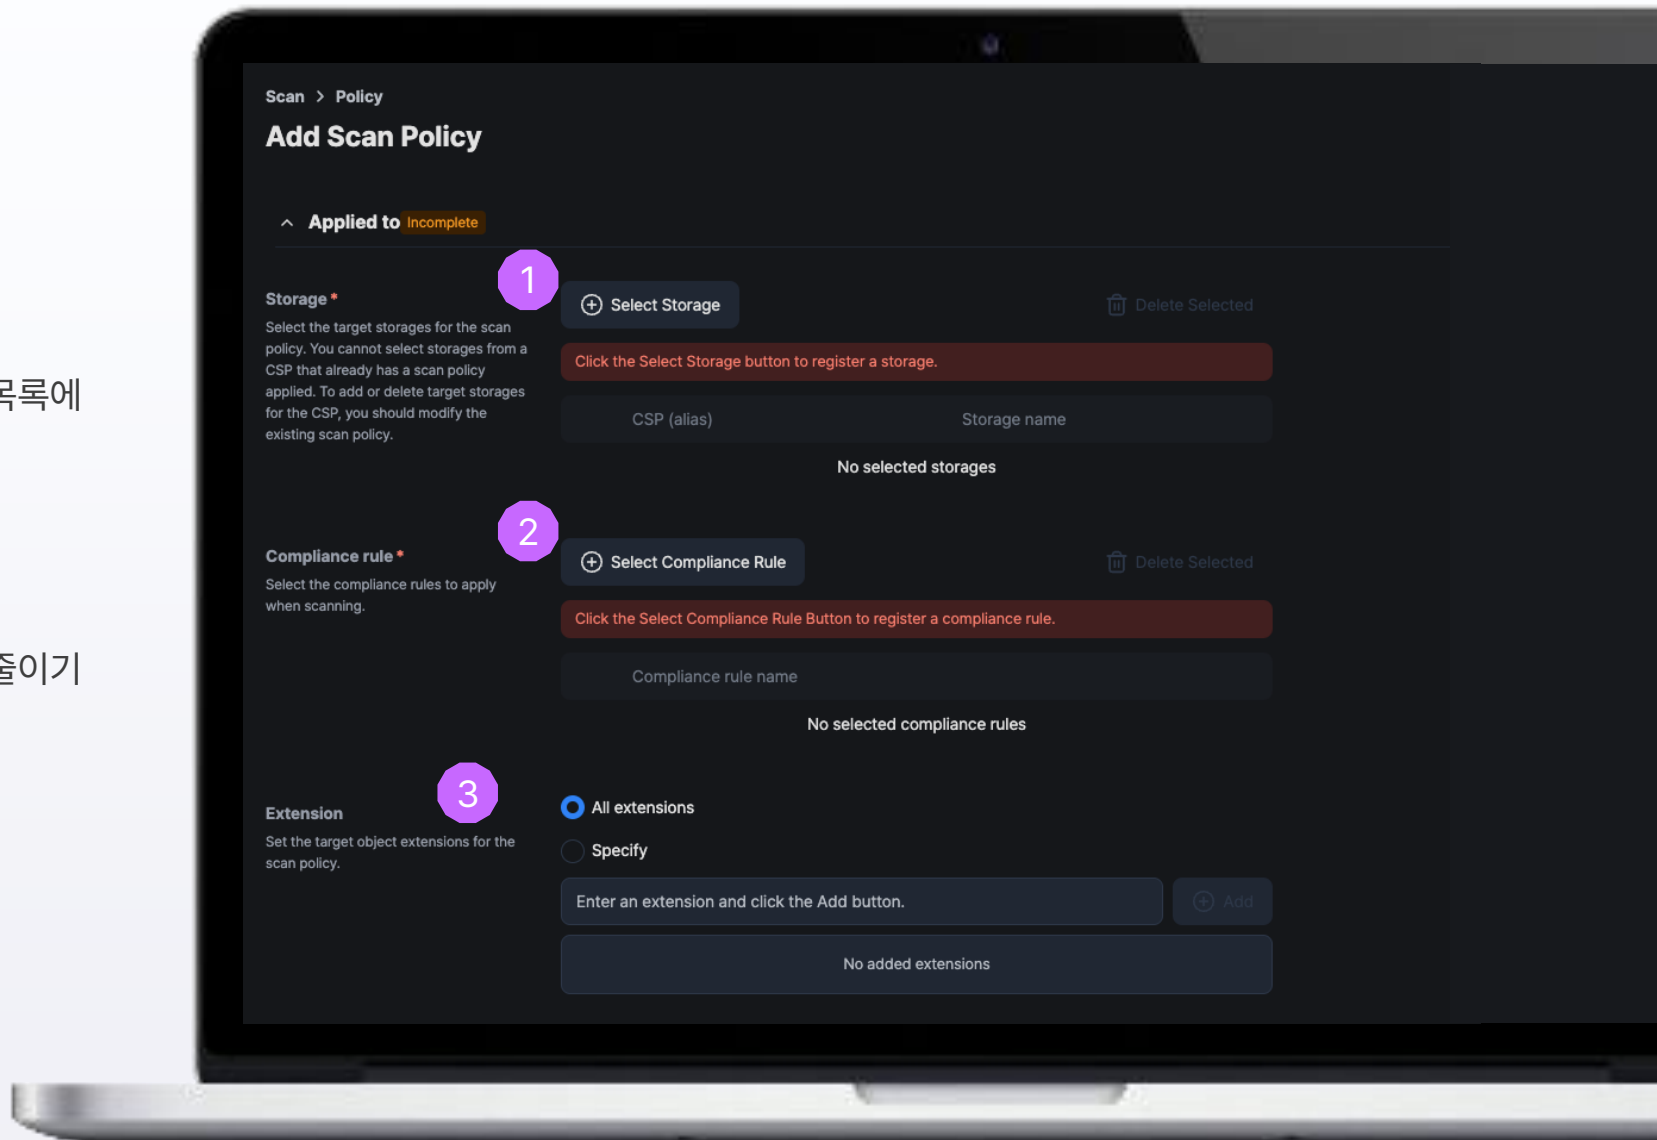 Scan > Policy
Add Scan Policy
Applied to Incomplete
1
Storage *
Select the target storages for the scan
policy. You cannot select storages from a
CSP that already has a scan policy
applied. To add or delete target storages
for the CSP, you should modify the
existing scan policy.
Select Storage
Delete Selected
Click the Select Storage button to register a storage.
CSP (alias) Storage name
No selected storages
2
Compliance rule *
Select the compliance rules to apply
when scanning.
Select Compliance Rule
Delete Selected
Click the Select Compliance Rule Button to register a compliance rule.
Compliance rule name
No selected compliance rules
3
Extension
Set the target object extensions for the
scan policy.
All extensions
Specify
Enter an extension and click the Add button.
Add
No added extensions